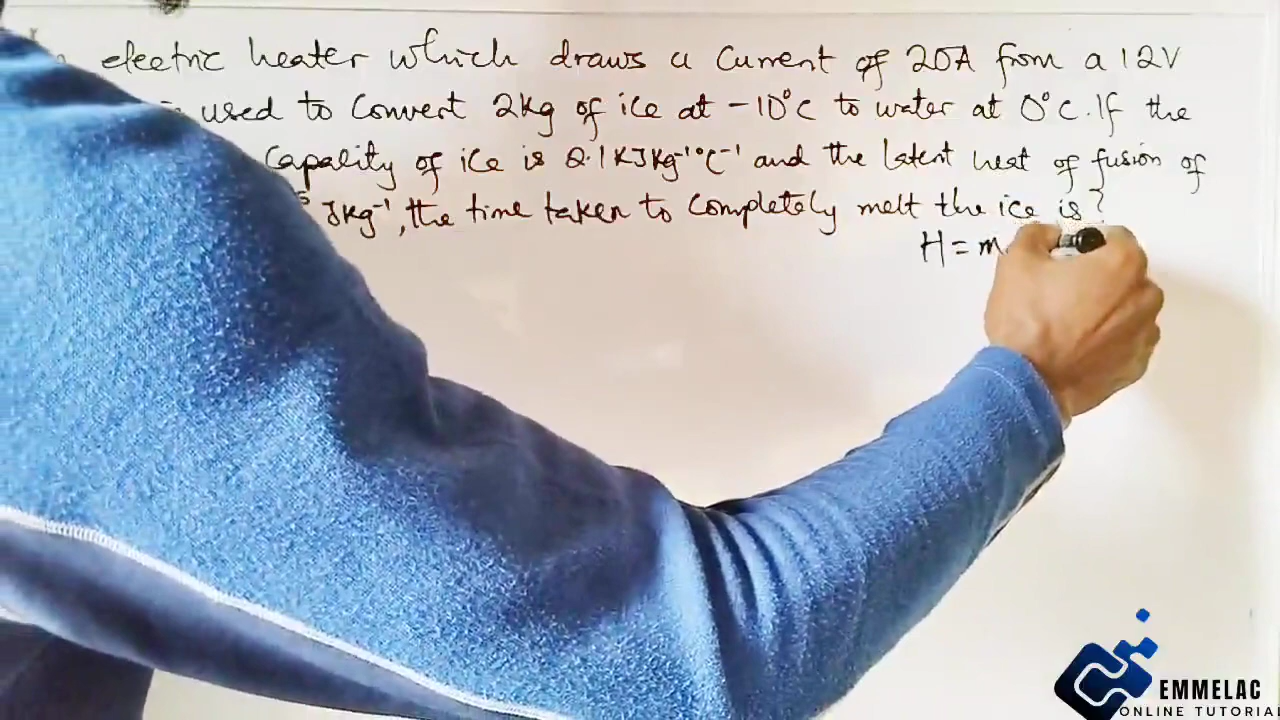 electric heater which draws a current of 20A from a 12V
used to convert 2kg of ice at -10°C to water at 0°C. If the
capacity of ice is 2.1KJKg⁻¹°C⁻¹ and the latent heat of fusion of
JKg⁻¹, the time taken to completely melt the ice is?
H = m
EMMELAC
ONLINE TUTORIA